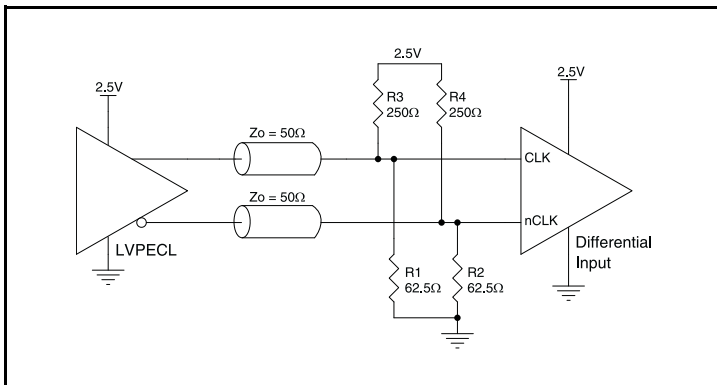 2.5V
2.5V
2.5V
R3
250Ω
R4
250Ω
Zo = 50Ω
CLK
Zo = 50Ω
nCLK
LVPECL
Differential
Input
R1
62.5Ω
R2
62.5Ω